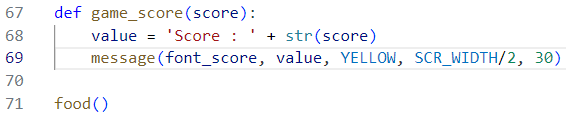 67 def game_score(score):
68     value = 'Score : ' + str(score)
69     message(font_score, value, YELLOW, SCR_WIDTH/2, 30)
70
71 food()